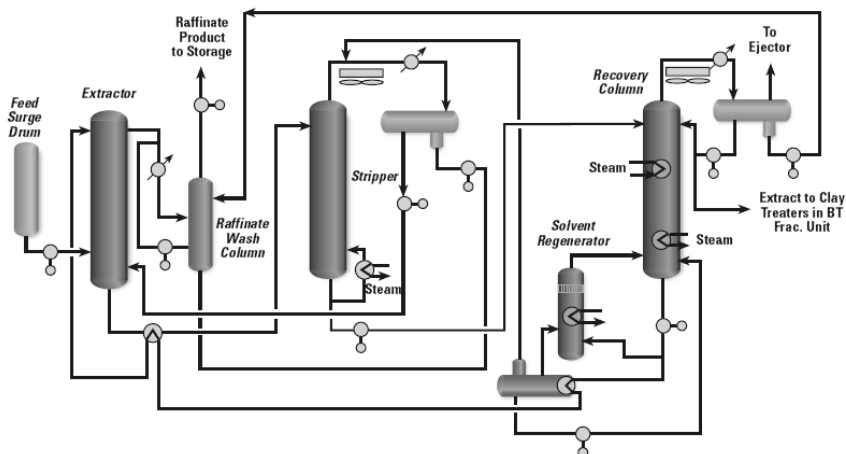 Raffinate
Product
to Storage
To
Ejector
Recovery
Column
Extractor
Feed
Surge
Drum
Stripper
Steam
Raffinate
Wash
Column
Extract to Clay
Treaters in BT
Frac. Unit
Solvent
Regenerator
Steam
Steam